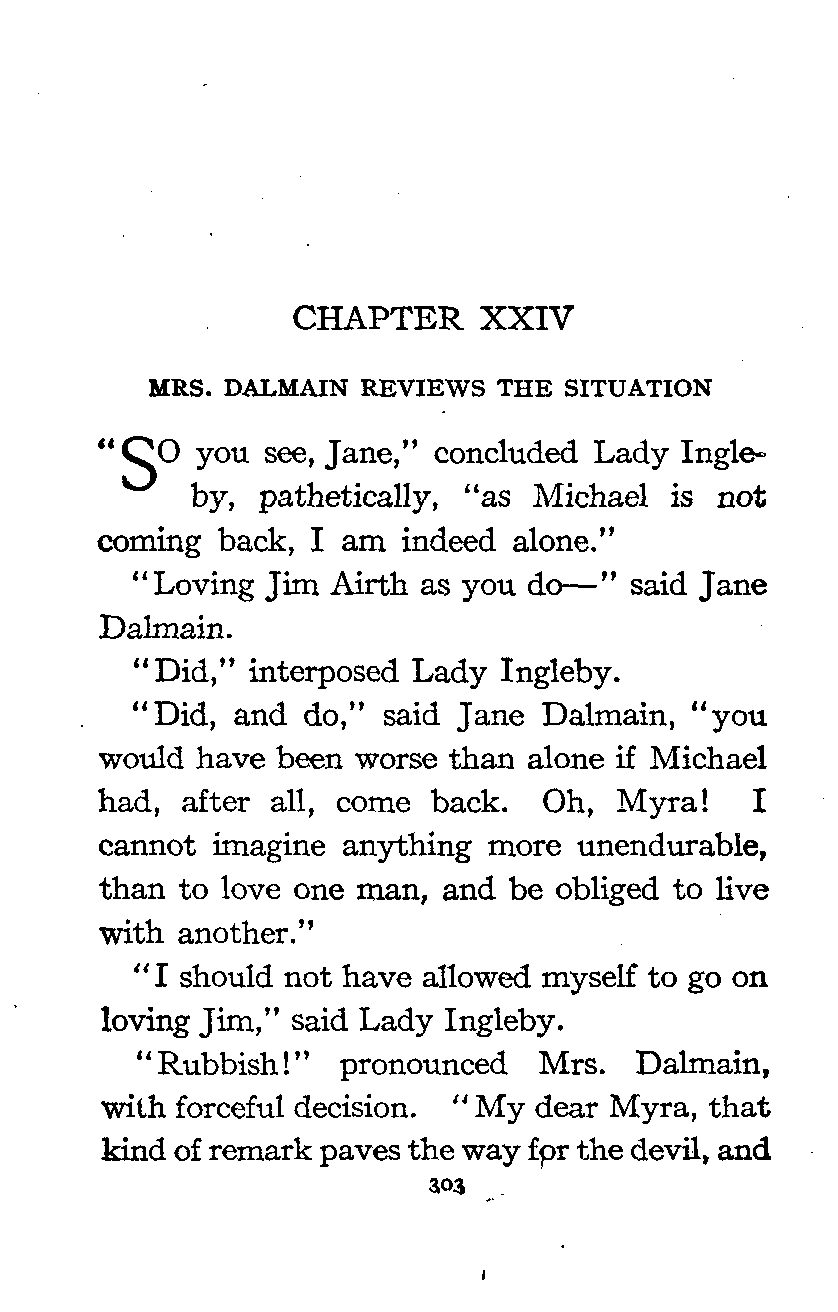 CHAPTER XXIV
MRS. DALMAIN REVIEWS THE SITUATION
"SO you see, Jane," concluded Lady Ingle-
by, pathetically, "as Michael is not
coming back, I am indeed alone."
"Loving Jim Airth as you do—" said Jane
Dalmain.
"Did," interposed Lady Ingleby.
"Did, and do," said Jane Dalmain, "you
would have been worse than alone if Michael
had, after all, come back. Oh, Myra! I
cannot imagine anything more unendurable,
than to love one man, and be obliged to live
with another."
"I should not have allowed myself to go on
loving Jim," said Lady Ingleby.
"Rubbish!" pronounced Mrs. Dalmain,
with forceful decision. "My dear Myra, that
kind of remark paves the way for the devil, and
303